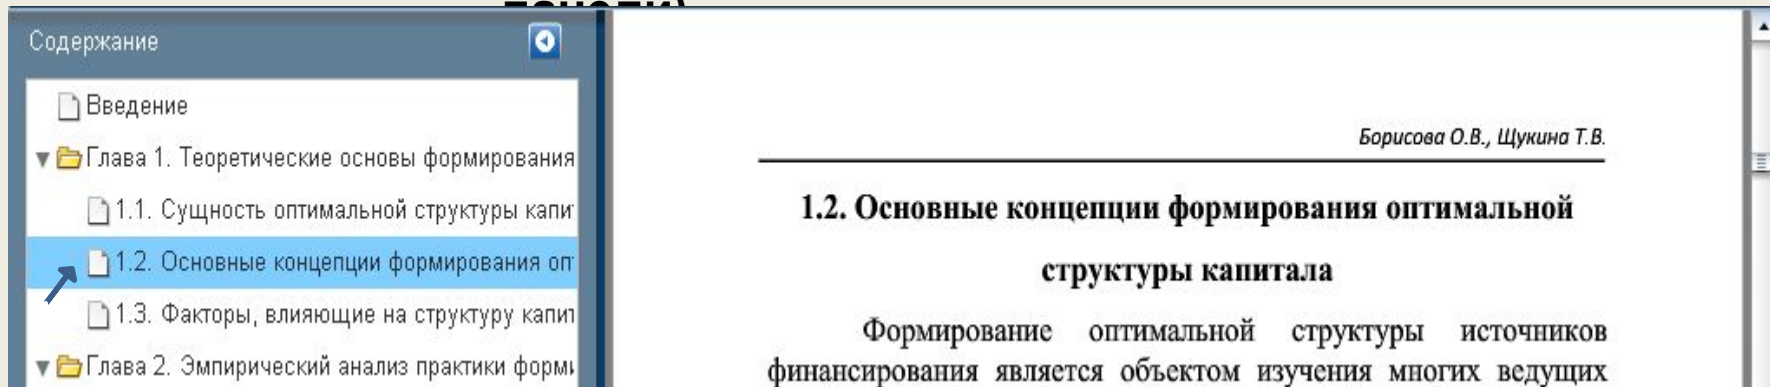 Содержание
Введение
Глава 1. Теоретические основы формирования
1.1. Сущность оптимальной структуры капи
1.2. Основные концепции формирования оп
1.3. Факторы, влияющие на структуру капит
Глава 2. Эмпирический анализ практики форми
Борисова О.В., Щукина Т.В.
1.2. Основные концепции формирования оптимальной
структуры капитала
Формирование оптимальной структуры источников
финансирования является объектом изучения многих ведущих